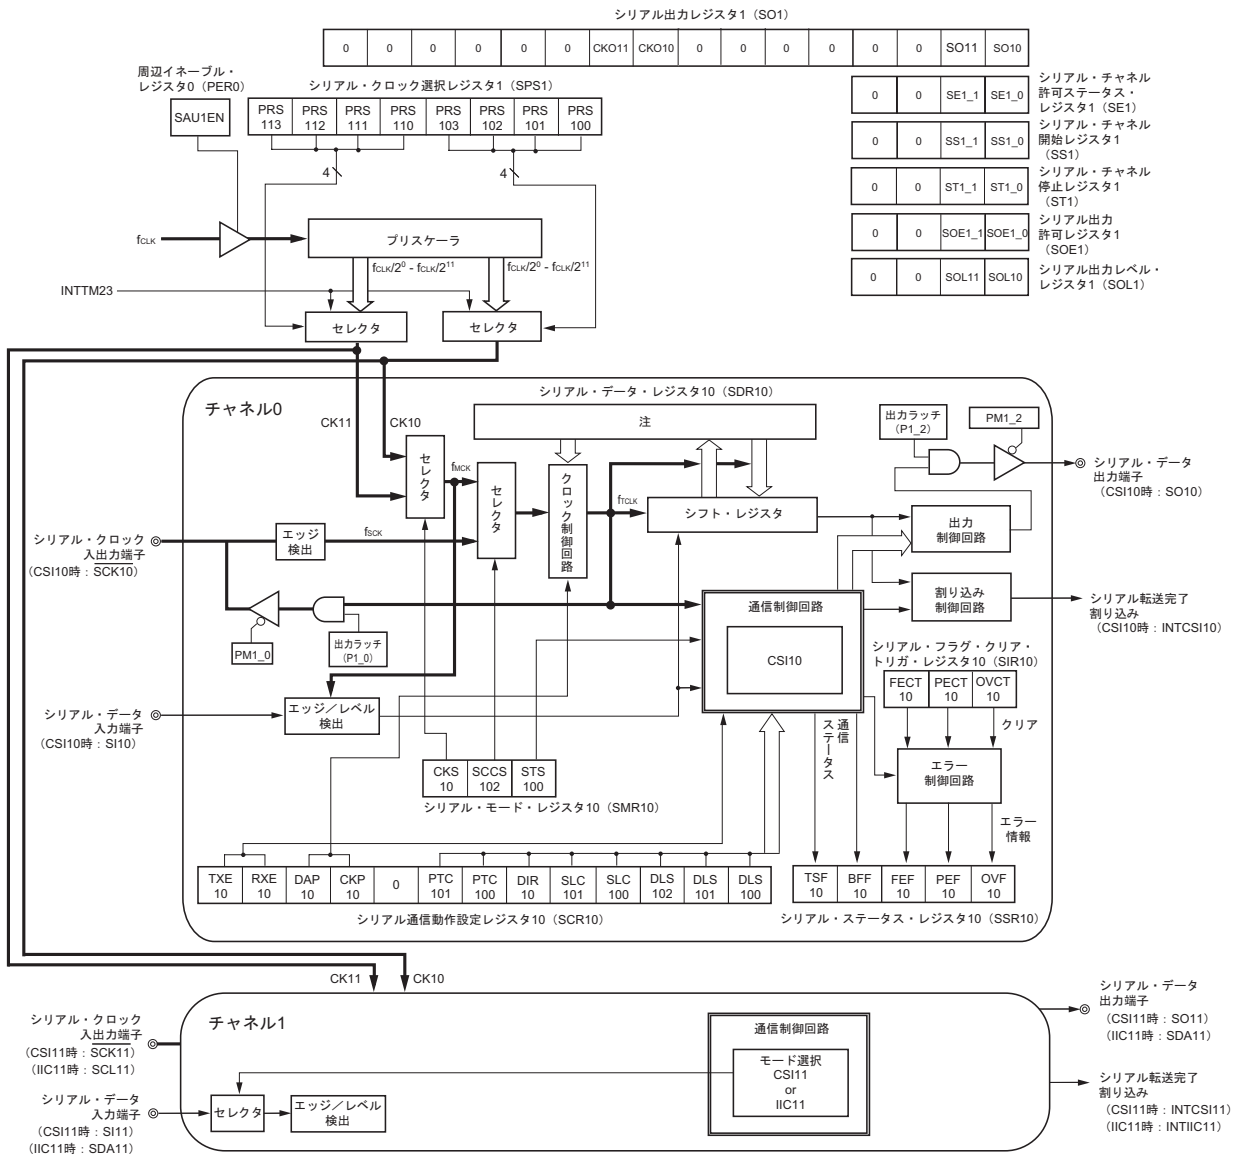 シリアル出力レジスタ1（SO1）
0 0 0 0 0 0 CKO11 CKO10 0 0 0 0 0 0 SO11 SO10
周辺イネーブル・
レジスタ0（PER0）
SAU1EN
シリアル・クロック選択レジスタ1（SPS1）
PRS PRS PRS PRS PRS PRS PRS PRS
113 112 111 110 103 102 101 100
4 4
0 0 SE1_1 SE1_0
シリアル・チャネル
許可ステータス・
レジスタ1（SE1）
0 0 SS1_1 SS1_0
シリアル・チャネル
開始レジスタ1
（SS1）
0 0 ST1_1 ST1_0
シリアル・チャネル
停止レジスタ1
（ST1）
0 0 SOE1_1 SOE1_0
シリアル出力
許可レジスタ1
（SOE1）
0 0 SOL11 SOL10
シリアル出力レベル・
レジスタ1（SOL1）
fCLK
プリスケーラ
fCLK/2⁰ - fCLK/2¹¹ fCLK/2⁰ - fCLK/2¹¹
INTTM23
セレクタ セレクタ
チャネル0
CK11 CK10
シリアル・データ・レジスタ10（SDR10）
注
セレクタ
fMCK
セレクタ
クロック制御回路
fTCLK
シフト・レジスタ
出力ラッチ
（P1_2）
PM1_2
シリアル・データ
出力端子
（CSI10時：SO10）
出力
制御回路
シリアル・クロック
入出力端子
（CSI10時：SCK10）
エッジ
検出
fSCK
PM1_0
出力ラッチ
（P1_0）
通信制御回路
CSI10
割り込み
制御回路
シリアル転送完了
割り込み
（CSI10時：INTCSI10）
シリアル・フラグ・クリア・
トリガ・レジスタ10（SIR10）
FECT PECT OVCT
10 10 10
クリア
シリアル・データ
入力端子
（CSI10時：SI10）
エッジ／レベル
検出
通信
ステータス
エラー
制御回路
エラー
情報
CKS SCCS STS
10 102 100
シリアル・モード・レジスタ10（SMR10）
TXE RXE DAP CKP 0 PTC PTC DIR SLC SLC DLS DLS DLS
10 10 10 10 101 100 10 101 100 102 101 100
シリアル通信動作設定レジスタ10（SCR10）
TSF BFF FEF PEF OVF
10 10 10 10 10
シリアル・ステータス・レジスタ10（SSR10）
CK11 CK10
チャネル1
シリアル・クロック
入出力端子
（CSI11時：SCK11）
（IIC11時：SCL11）
シリアル・データ
入力端子
（CSI11時：SI11）
（IIC11時：SDA11）
セレクタ
エッジ／レベル
検出
通信制御回路
モード選択
CSI11
or
IIC11
シリアル・データ
出力端子
（CSI11時：SO11）
（IIC11時：SDA11）
シリアル転送完了
割り込み
（CSI11時：INTCSI11）
（IIC11時：INTIIC11）